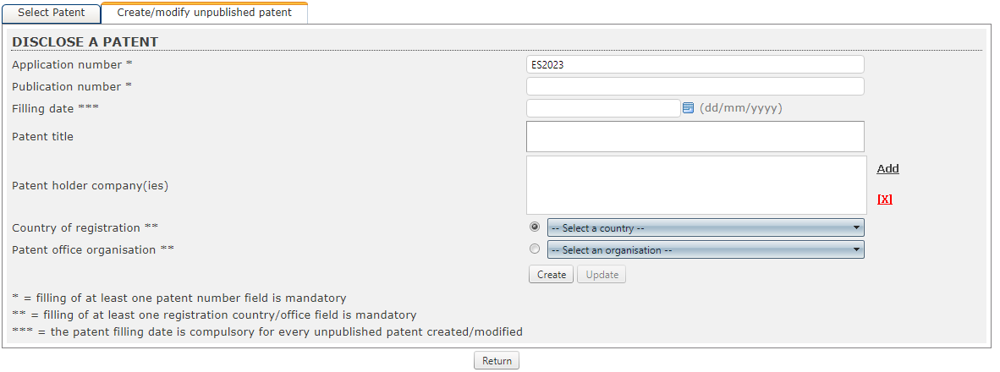 Select Patent
Create/modify unpublished patent
DISCLOSE A PATENT
Application number * ES2023
Publication number *
Filling date *** (dd/mm/yyyy)
Patent title
Patent holder company(ies) Add
[X]
Country of registration ** -- Select a country --
Patent office organisation ** -- Select an organisation --
Create Update
* = filling of at least one patent number field is mandatory
** = filling of at least one registration country/office field is mandatory
*** = the patent filling date is compulsory for every unpublished patent created/modified
Return